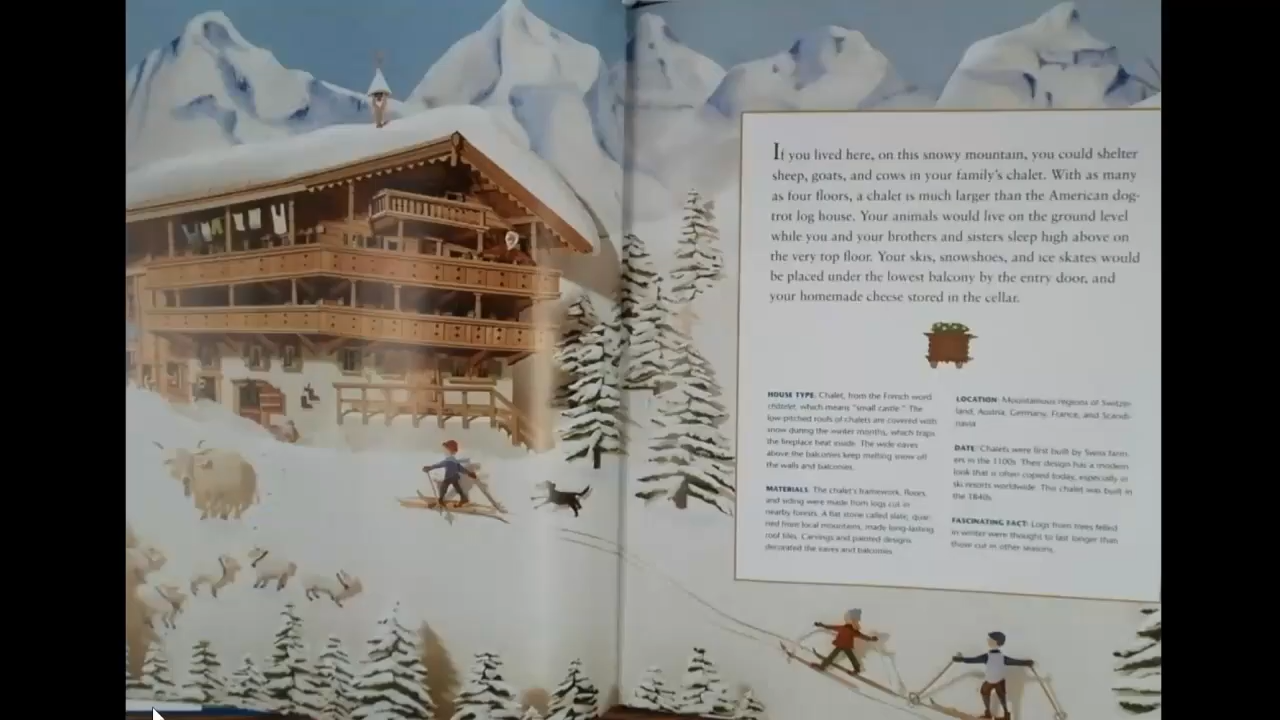 If you lived here, on this snowy mountain, you could shelter
sheep, goats, and cows in your family's chalet. With as many
as four floors, a chalet is much larger than the American dog-
trot log house. Your animals would live on the ground level
while you and your brothers and sisters sleep high above on
the very top floor. Your skis, snowshoes, and ice skates would
be placed under the lowest balcony by the entry door, and
your homemade cheese stored in the cellar.
HOUSE TYPE: Chalet, from the French word
chastelet, which means "small castle." The
low-pitched roofs of chalets are covered with
snow during the winter months, which traps
the fireplace heat inside. The wide eaves
above the balconies keep melting snow off
the walls and balconies.
MATERIALS: The chalet's framework, floors,
and siding were made from logs cut in
nearby forests. A flat stone called slate, quar-
ried from local mountains, made long-lasting
roof tiles. Carvings and painted designs
decorated the eaves and balconies.
LOCATION: Mountainous regions of Switzer-
land, Austria, Germany, France, and Scandi-
navia
DATE: Chalets were first built by Swiss farm-
ers in the 1100s. Their design has a modern
look that is often copied today, especially in
ski resorts worldwide. This chalet was built in
the 1840s.
FASCINATING FACT: Logs from trees felled
in winter were thought to last longer than
those cut in other seasons.